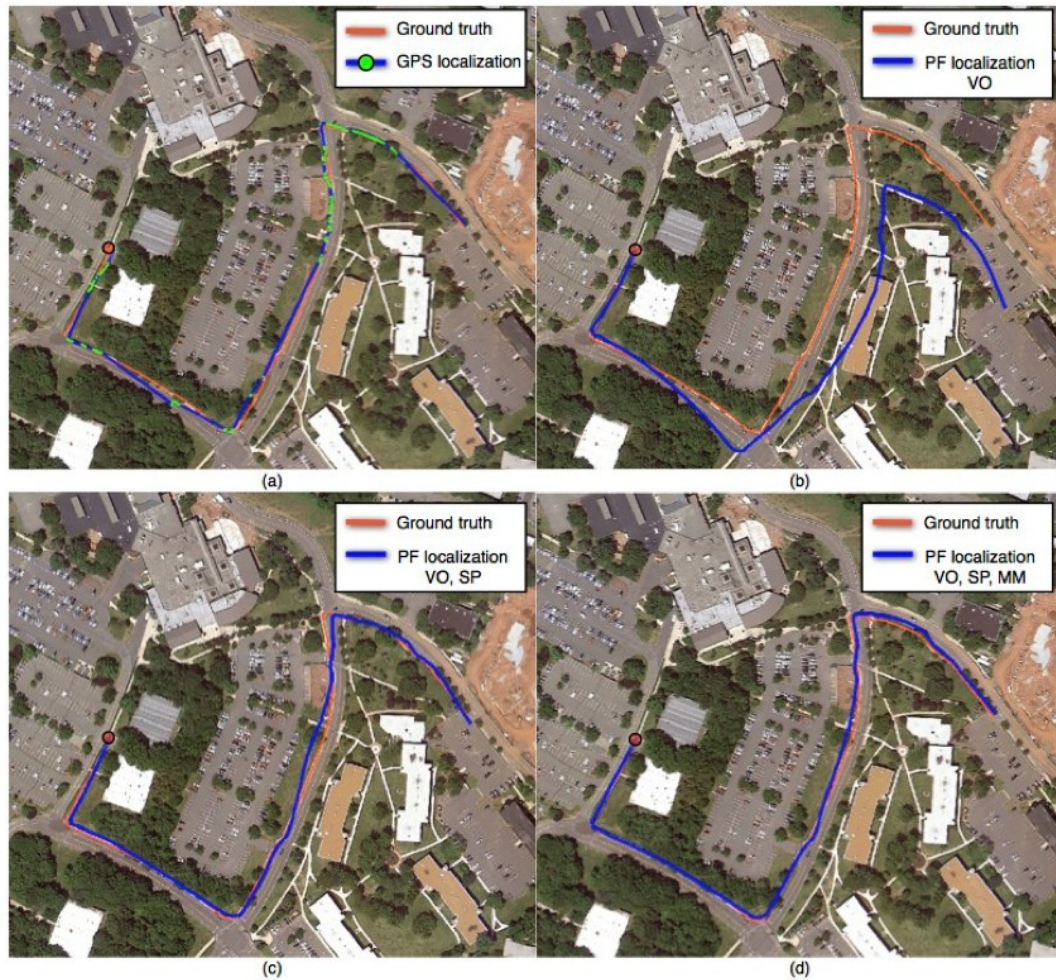 Ground truth
GPS localization
Ground truth
PF localization
VO
(a)
(b)
Ground truth
PF localization
VO, SP
Ground truth
PF localization
VO, SP, MM
(c)
(d)